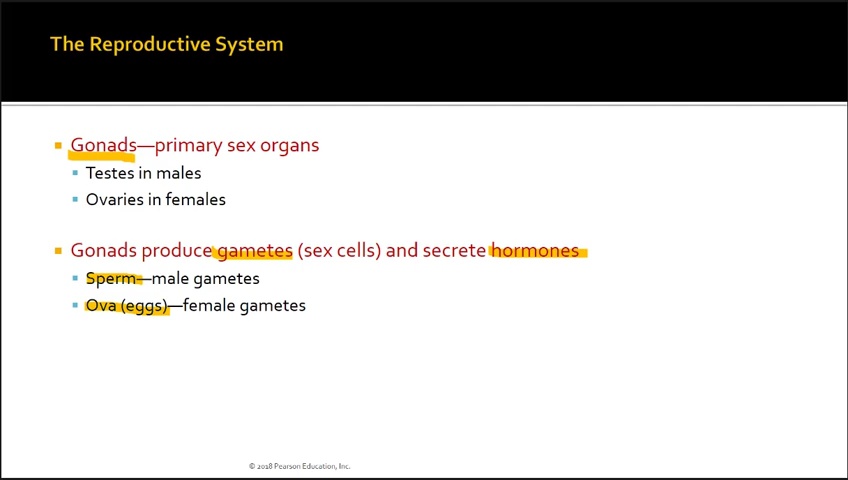 The Reproductive System
Gonads—primary sex organs
Testes in males
Ovaries in females
Gonads produce gametes (sex cells) and secrete hormones
Sperm—male gametes
Ova (eggs)—female gametes
© 2018 Pearson Education, Inc.